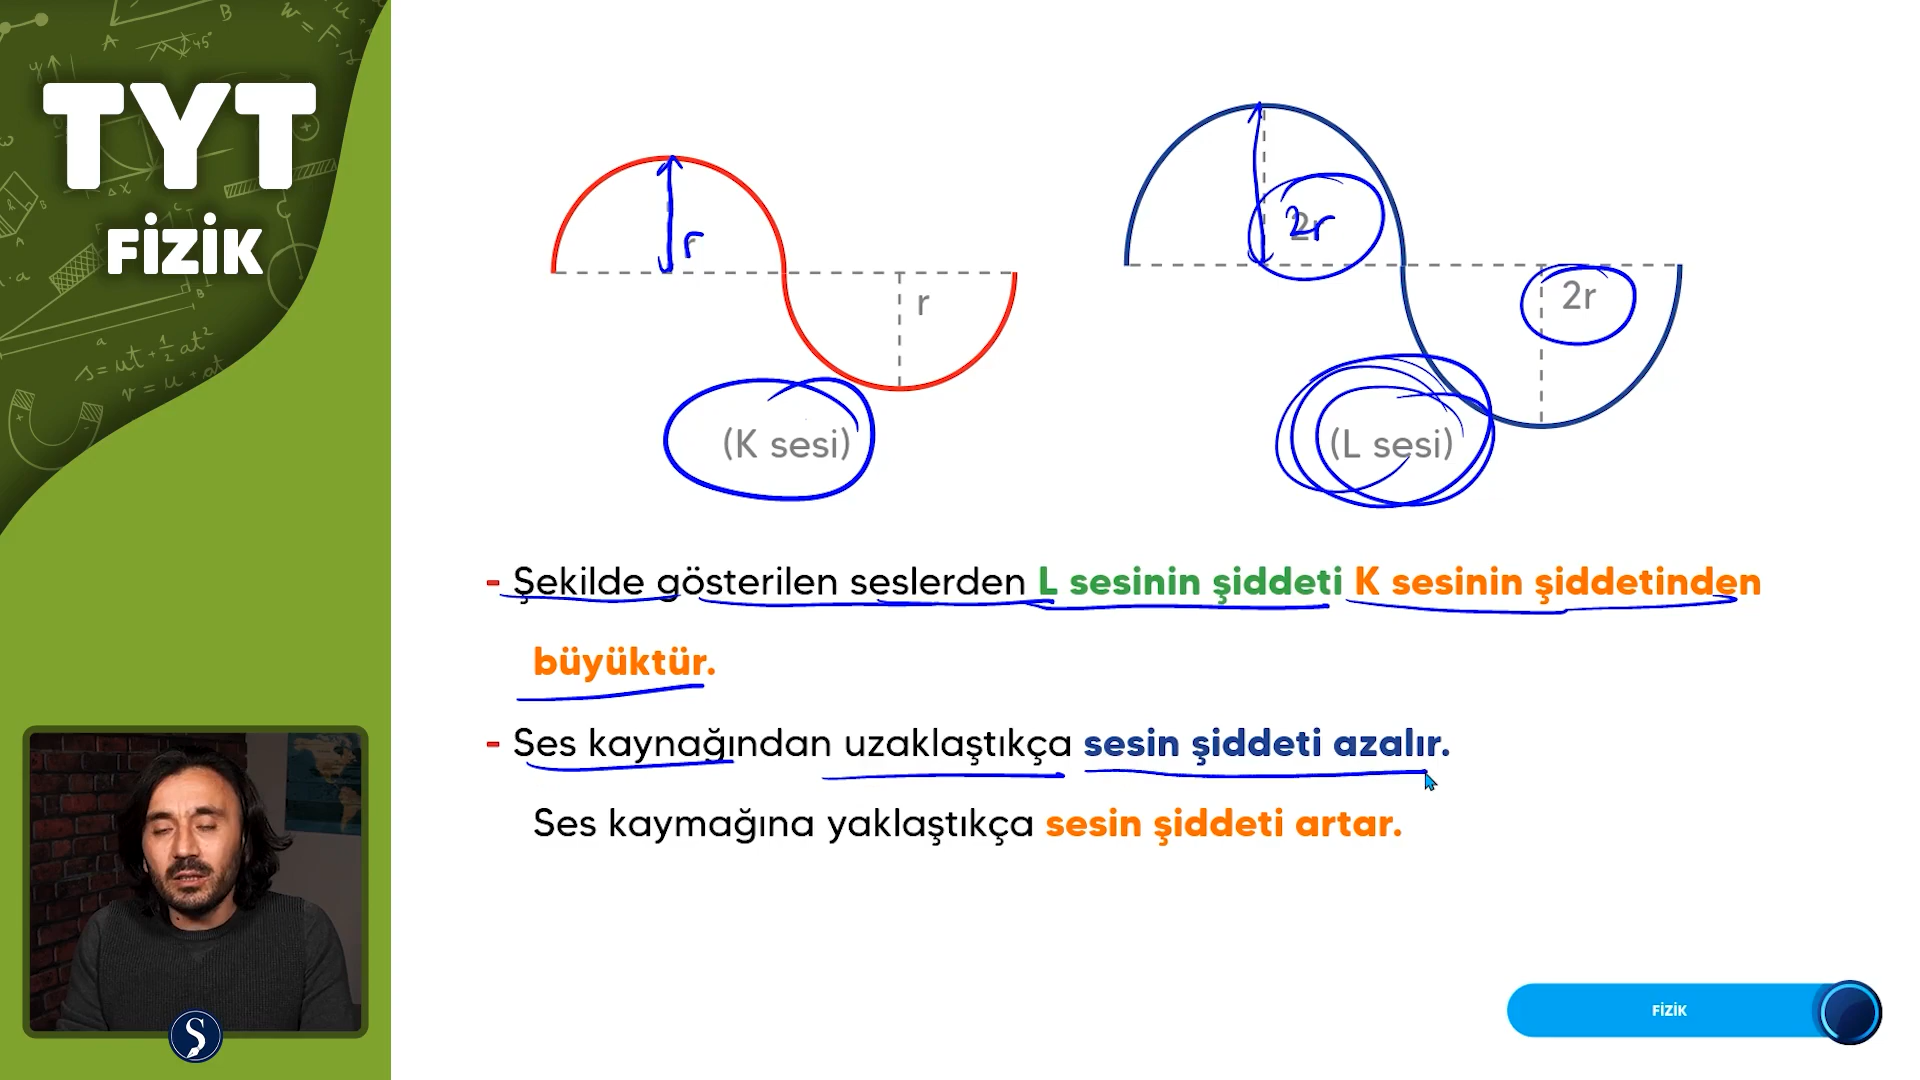 TYT
FİZİK
r
r
2r
2r
(K sesi)
(L sesi)
- Şekilde gösterilen seslerden L sesinin şiddeti K sesinin şiddetinden
büyüktür.
- Ses kaynağından uzaklaştıkça sesin şiddeti azalır.
Ses kaymağına yaklaştıkça sesin şiddeti artar.
FİZİK
S